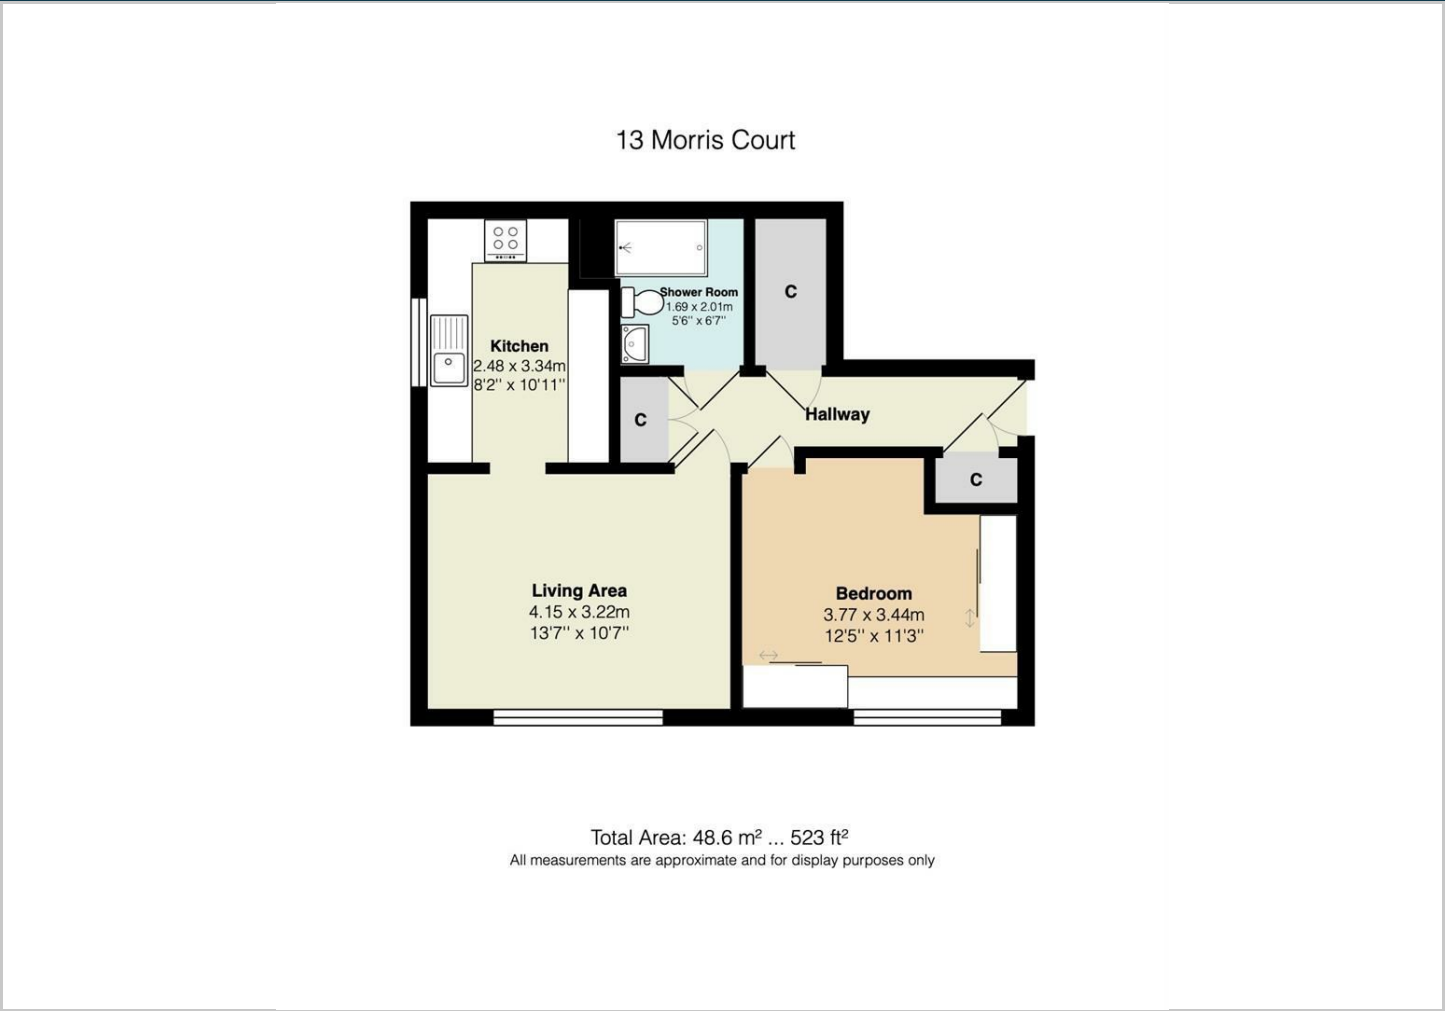 13 Morris Court
Shower Room
1.69 x 2.01m
5'6'' x 6'7''
C
Kitchen
2.48 x 3.34m
8'2'' x 10'11''
C
Hallway
C
Living Area
4.15 x 3.22m
13'7'' x 10'7''
Bedroom
3.77 x 3.44m
12'5'' x 11'3''
Total Area: 48.6 m² ... 523 ft²
All measurements are approximate and for display purposes only